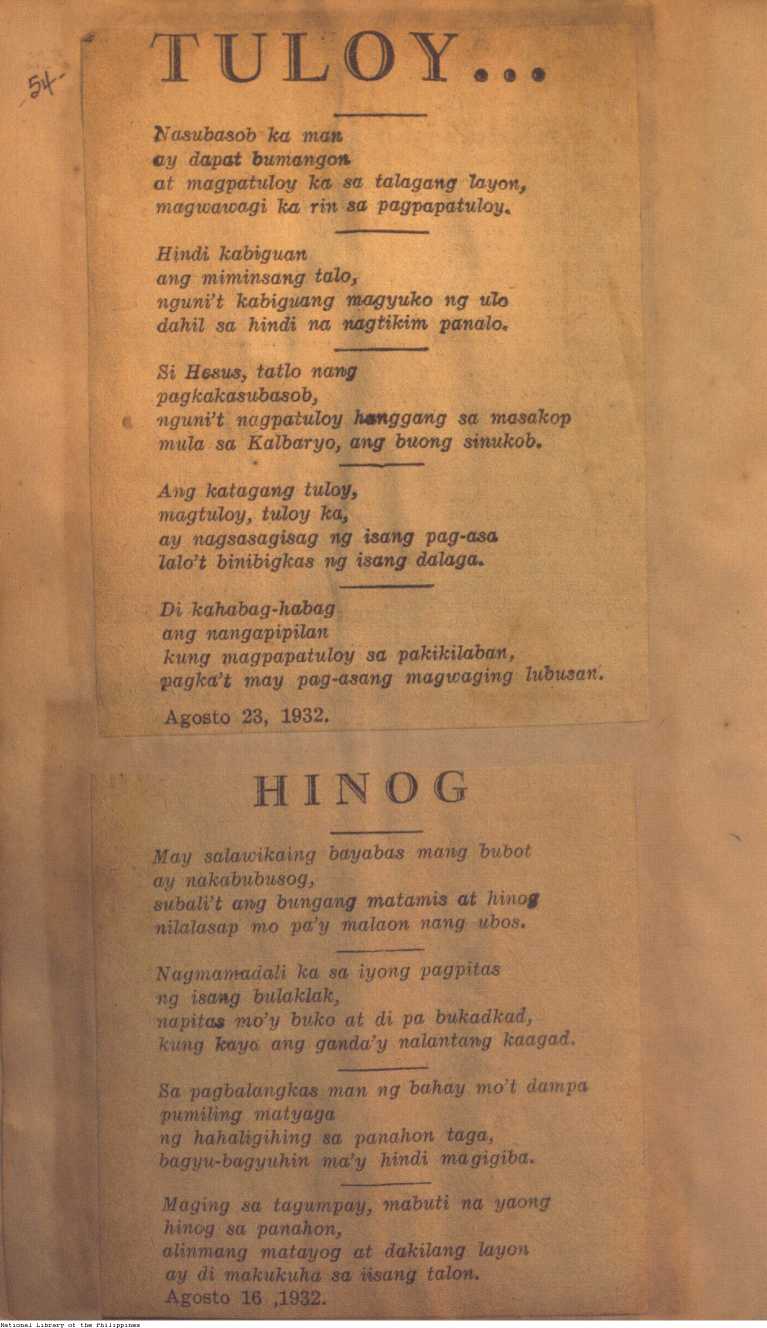 54-
TULOY...
Nasubasob ka man
ay dapat bumangon
at magpatuloy ka sa talagang layon,
magwawagi ka rin sa pagpapatuloy.
Hindi kabiguan
ang miminsang talo,
nguni't kabiguang magyuko ng ulo
dahil sa hindi na nagtikim panalo.
Si Hesus, tatlo nang
pagkakasubasob,
nguni't nagpatuloy hanggang sa masakop
mula sa Kalbaryo, ang buong sinukob.
Ang katagang tuloy,
magtuloy, tuloy ka,
ay nagsasagisag ng isang pag-asa
lalo't binibigkas ng isang dalaga.
Di kahabag-habag
ang nangapipilan
kung magpapatuloy sa pakikilaban,
pagka't may pag-asang magwaging lubusan.
Agosto 23, 1932.
HINOG
May salawikaing bayabas mang bubot
ay nakabubusog,
subali't ang bungang matamis at hinog
nilalasap mo pa'y malaon nang ubos.
Nagmamadali ka sa iyong pagpitas
ng isang bulaklak,
napitas mo'y buko at di pa bukadkad,
kung kaya ang ganda'y nalantang kaagad.
Sa pagbalangkas man ng bahay mo't dampa
pumiling matyaga
ng hahaligihing sa panahon taga,
bagyu-bagyuhin ma'y hindi magigiba.
Maging sa tagumpay, mabuti na yaong
hinog sa panahon,
alinmang matayog at dakilang layon
ay di makukuha sa iisang talon.
Agosto 16 ,1932.
National Library of the Philippines